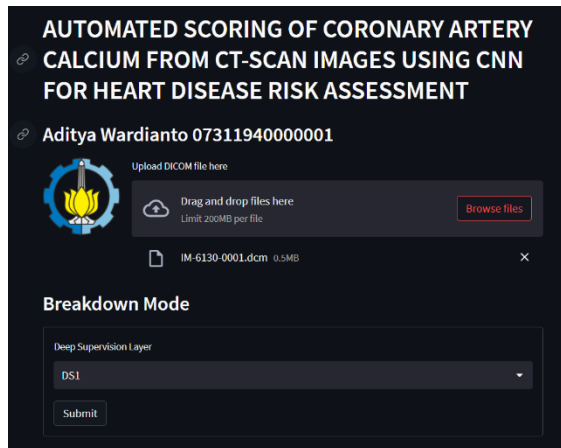 AUTOMATED SCORING OF CORONARY ARTERY
CALCIUM FROM CT-SCAN IMAGES USING CNN
FOR HEART DISEASE RISK ASSESSMENT
Aditya Wardianto 07311940000001
Upload DICOM file here
Drag and drop files here
Limit 200MB per file
Browse files
IM-6130-0001.dcm 0.5MB
Breakdown Mode
Deep Supervision Layer
DS1
Submit